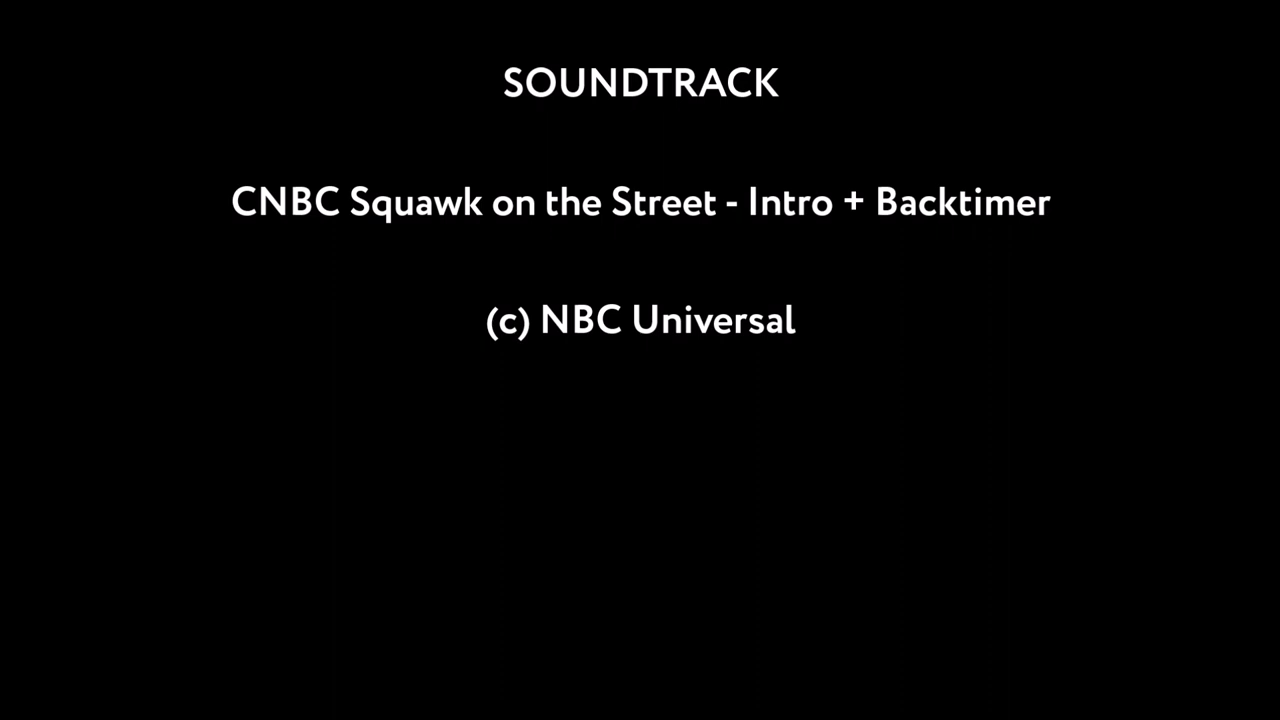 SOUNDTRACK
CNBC Squawk on the Street - Intro + Backtimer
(c) NBC Universal